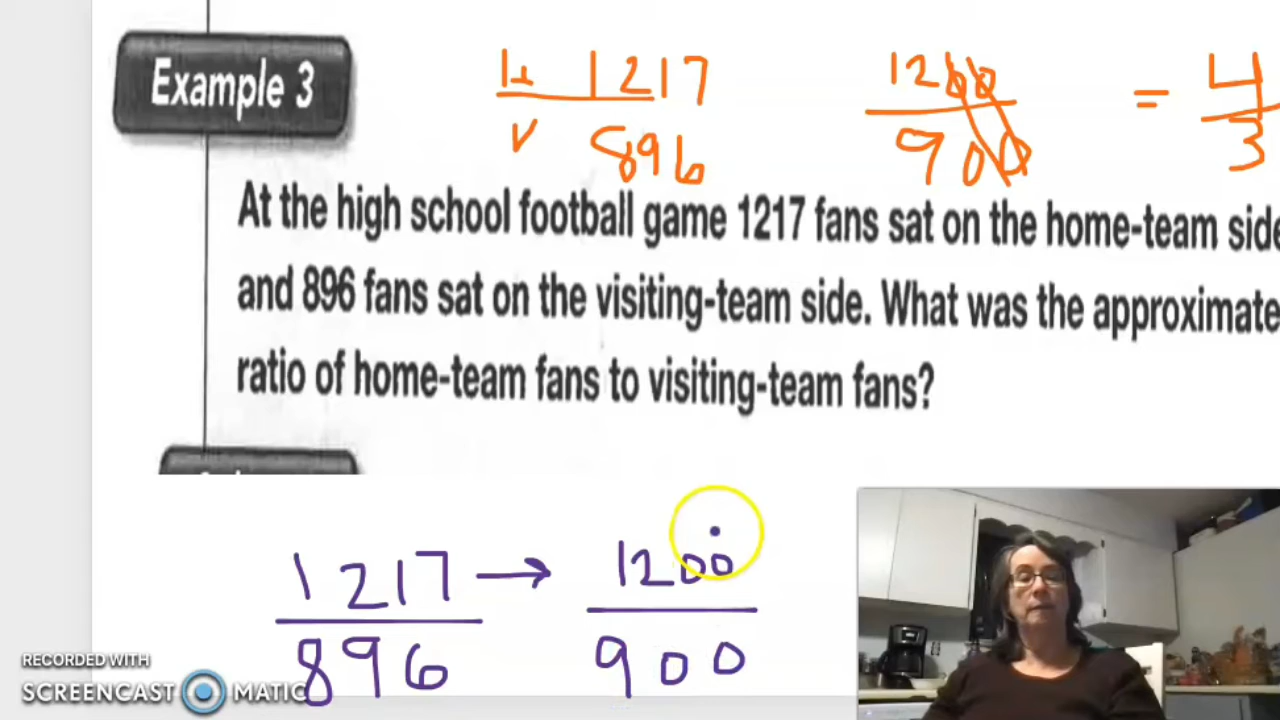 Example 3
H 1217 1200 = 4
V 896 900 3
At the high school football game 1217 fans sat on the home-team side
and 896 fans sat on the visiting-team side. What was the approximate
ratio of home-team fans to visiting-team fans?
1217 → 1200
896 900
RECORDED WITH
SCREENCAST MATIC